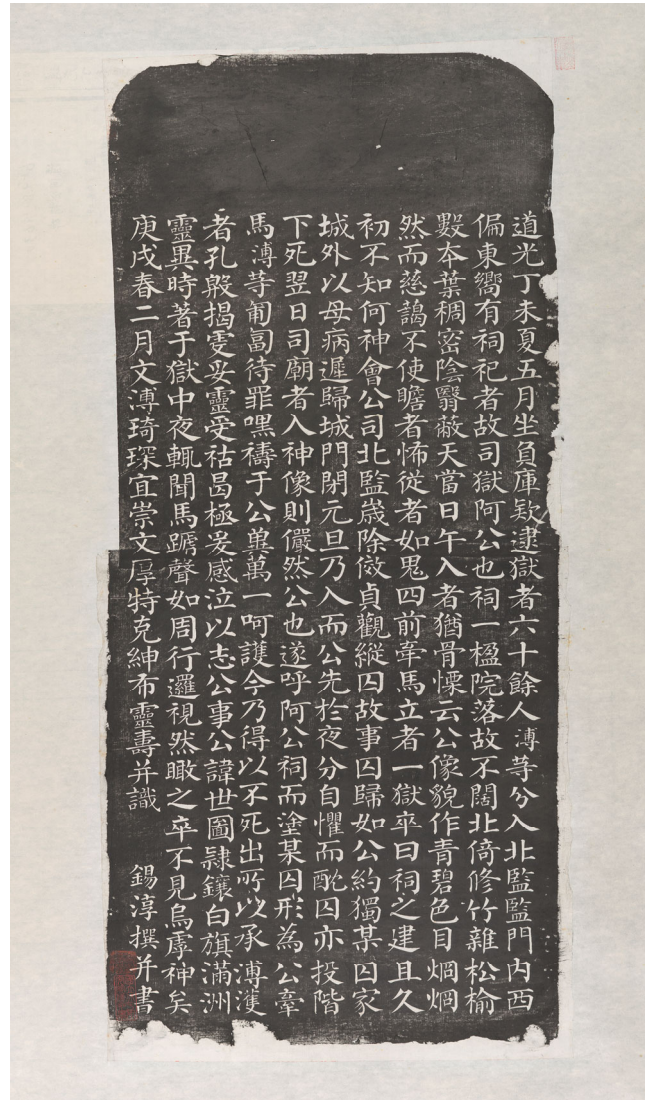 道光丁未夏五月坐負庫欵逮獄者六十餘人溥等分入北監監門內西
偏東嚮有祠祀者故司獄阿公也祠一楹院落故不闊北倚修竹雜松榆
數本葉稠密陰翳蔽天當日午入者猶骨慄云公像貌作青碧色目烱烱
然而慈藹不使瞻者怖從者如鬼四前牽馬立者一獄卒曰祠之建且久
初不知何神會公司北監歲除倣貞觀縱囚故事囚歸如公約獨某囚家
城外以母病遲歸城門閉元旦乃入而公先於夜分自懼而酖囚亦投階
下死翌日司廟者入神像則儼然公也遂呼阿公祠而塗某囚形為公牽
馬溥等葡畐待罪嘿禱于公兾萬一呵護今乃得以不死出所以承溥濩
者孔殷揭虔妥靈受祜曷極爰感泣以志公事公諱世圖隷鑲白旗滿洲
靈異時著于獄中夜輒聞馬蹏聲如周行邏視然瞰之卒不見烏虖神矣
庚戌春二月文溥琦琛宜崇文厚特克紳布靈壽并識 錫淳撰并書